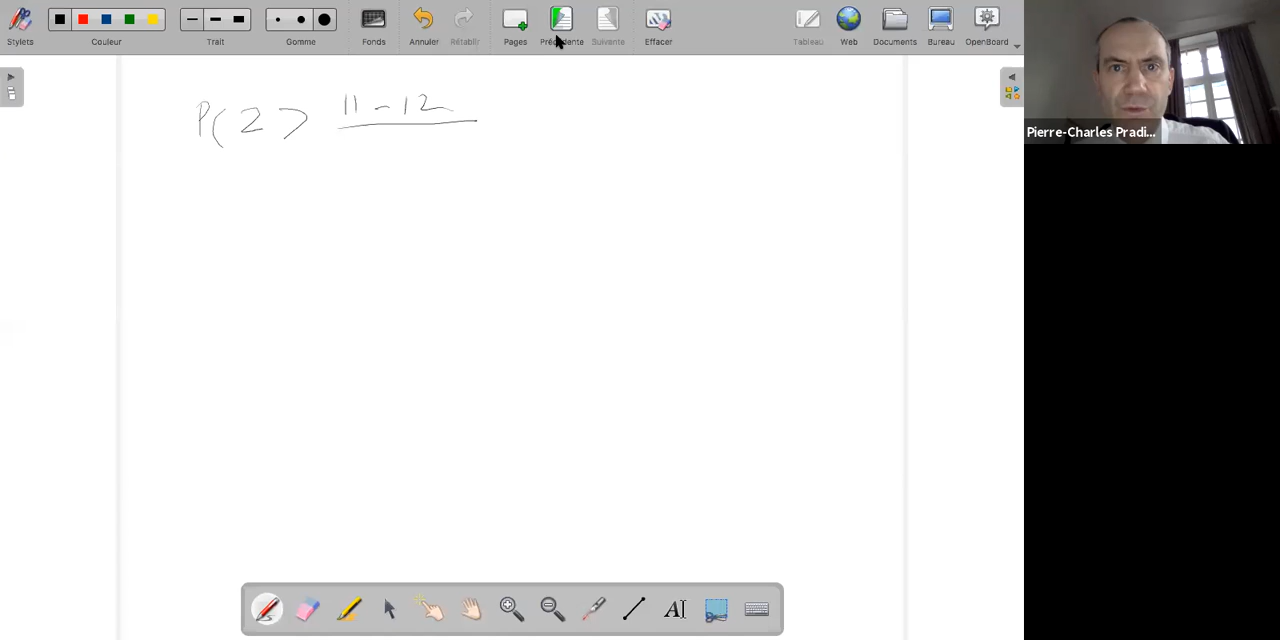 Stylets Couleur Trait Gomme Fonds Annuler Rétablir Pages Précédente Suivante Effacer Tableau Web Documents Bureau OpenBoard
P(Z > 11-12
Pierre-Charles Pradi...
A